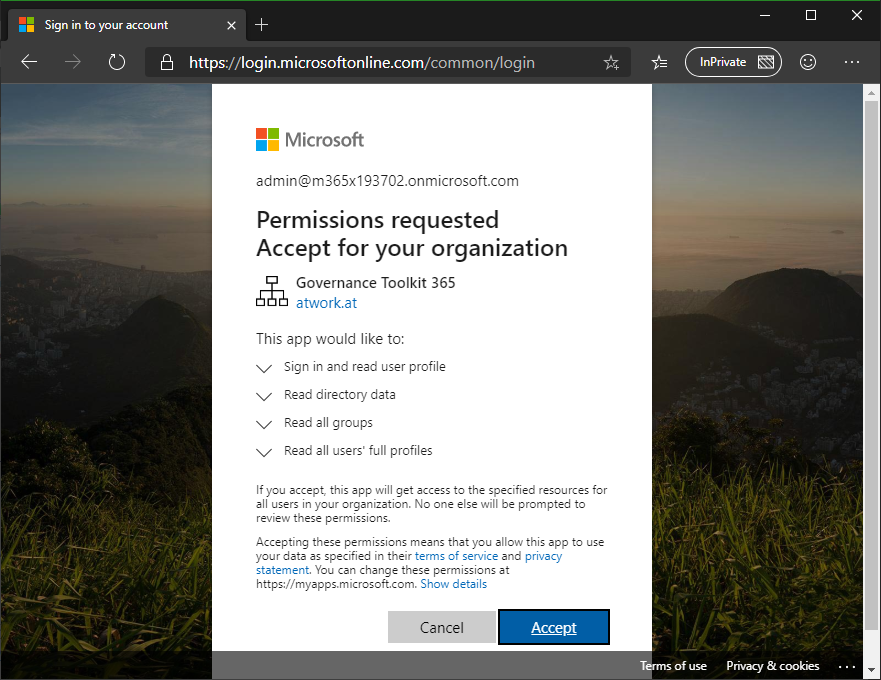 Sign in to your account
https://login.microsoftonline.com/common/login
InPrivate
Microsoft
admin@m365x193702.onmicrosoft.com
Permissions requested
Accept for your organization
Governance Toolkit 365
atwork.at
This app would like to:
Sign in and read user profile
Read directory data
Read all groups
Read all users' full profiles
If you accept, this app will get access to the specified resources for
all users in your organization. No one else will be prompted to
review these permissions.
Accepting these permissions means that you allow this app to use
your data as specified in their terms of service and privacy
statement. You can change these permissions at
https://myapps.microsoft.com. Show details
Cancel
Accept
Terms of use
Privacy & cookies